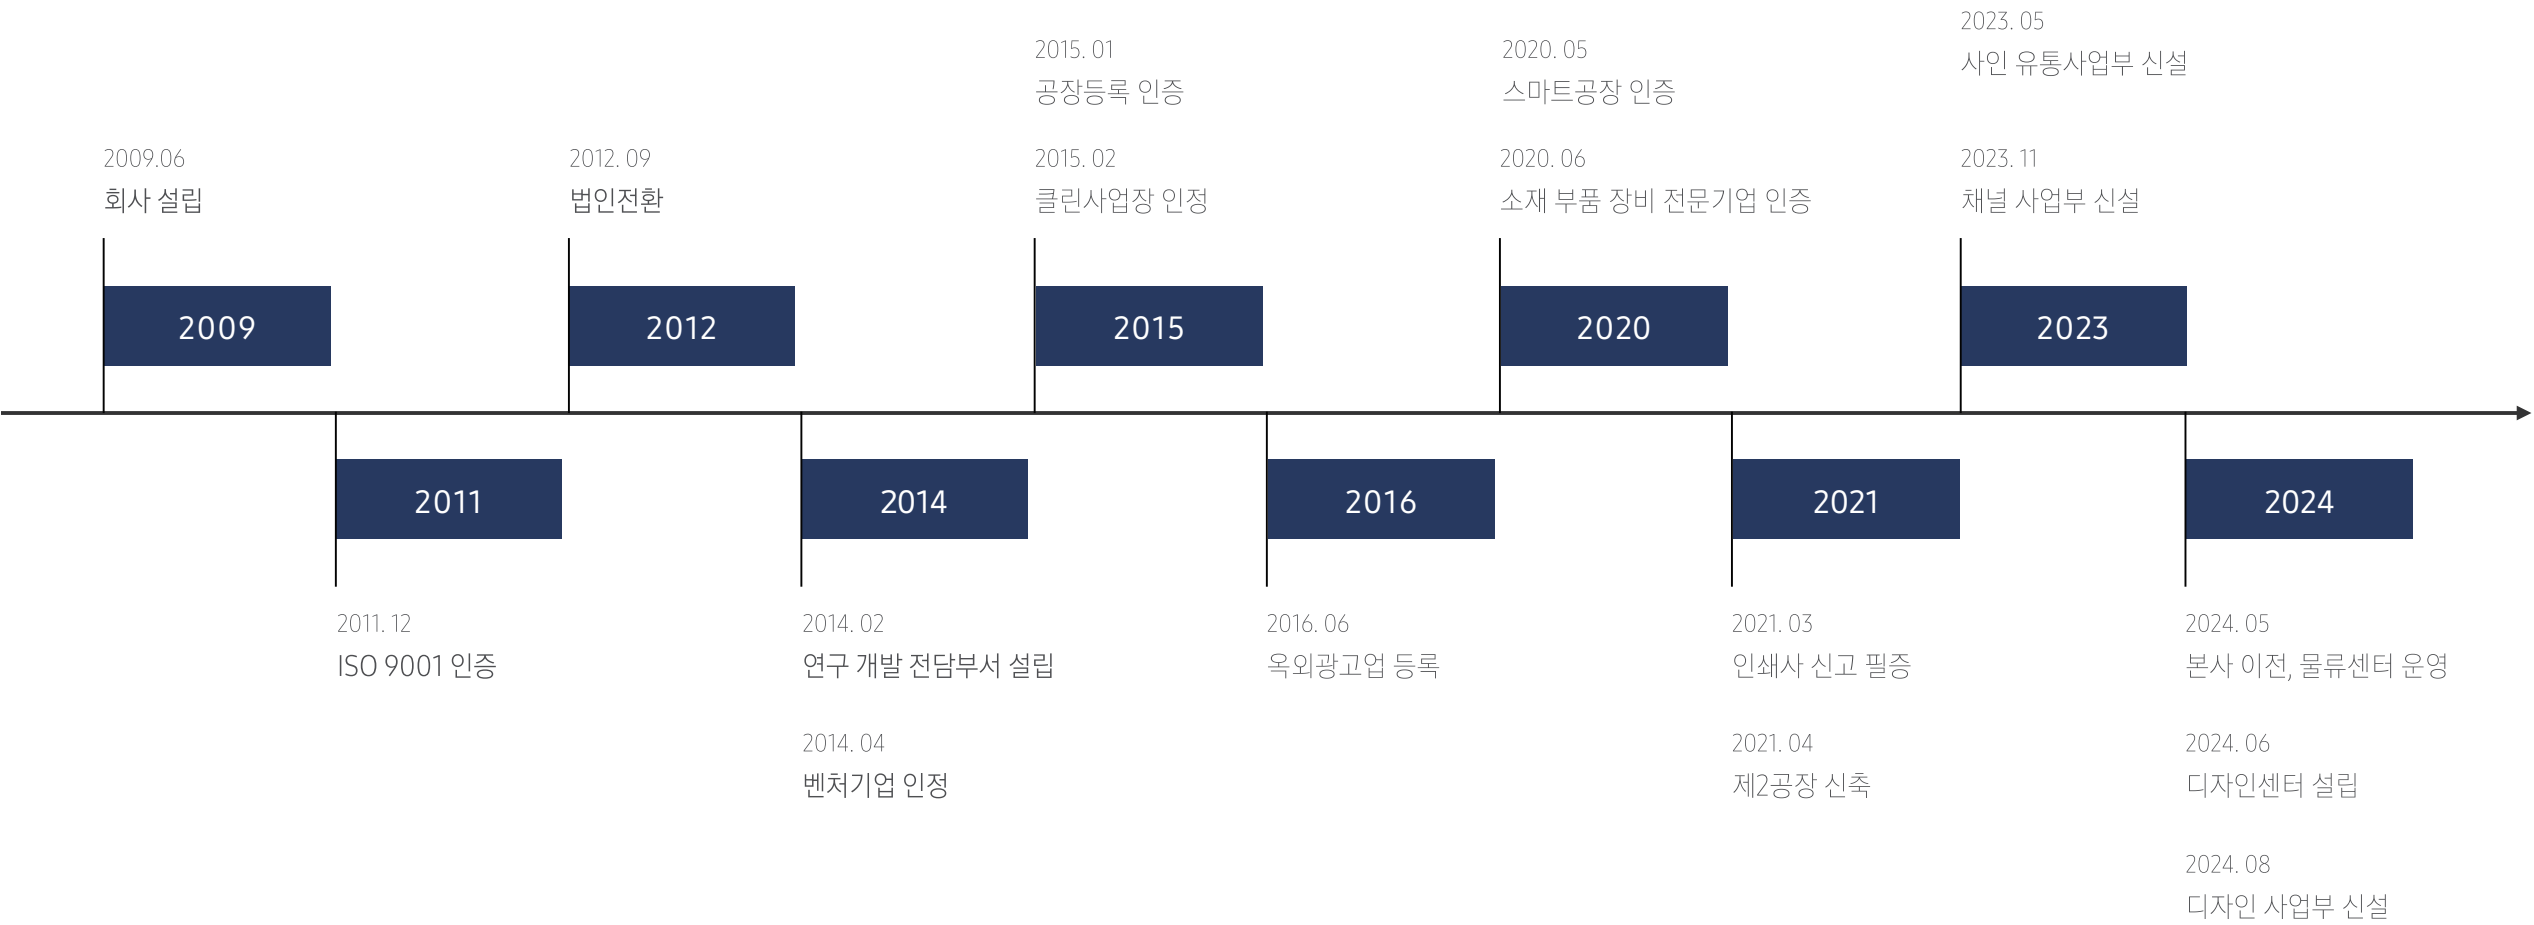 2009.06
회사 설립
2009
2011
2011. 12
ISO 9001 인증
2012. 09
법인전환
2012
2014
2014. 02
연구 개발 전담부서 설립
2014. 04
벤처기업 인정
2015. 01
공장등록 인증
2015. 02
클린사업장 인정
2015
2016
2016. 06
옥외광고업 등록
2020. 05
스마트공장 인증
2020. 06
소재 부품 장비 전문기업 인증
2020
2021
2021. 03
인쇄사 신고 필증
2021. 04
제2공장 신축
2023. 05
사인 유통사업부 신설
2023. 11
채널 사업부 신설
2023
2024
2024. 05
본사 이전, 물류센터 운영
2024. 06
디자인센터 설립
2024. 08
디자인 사업부 신설